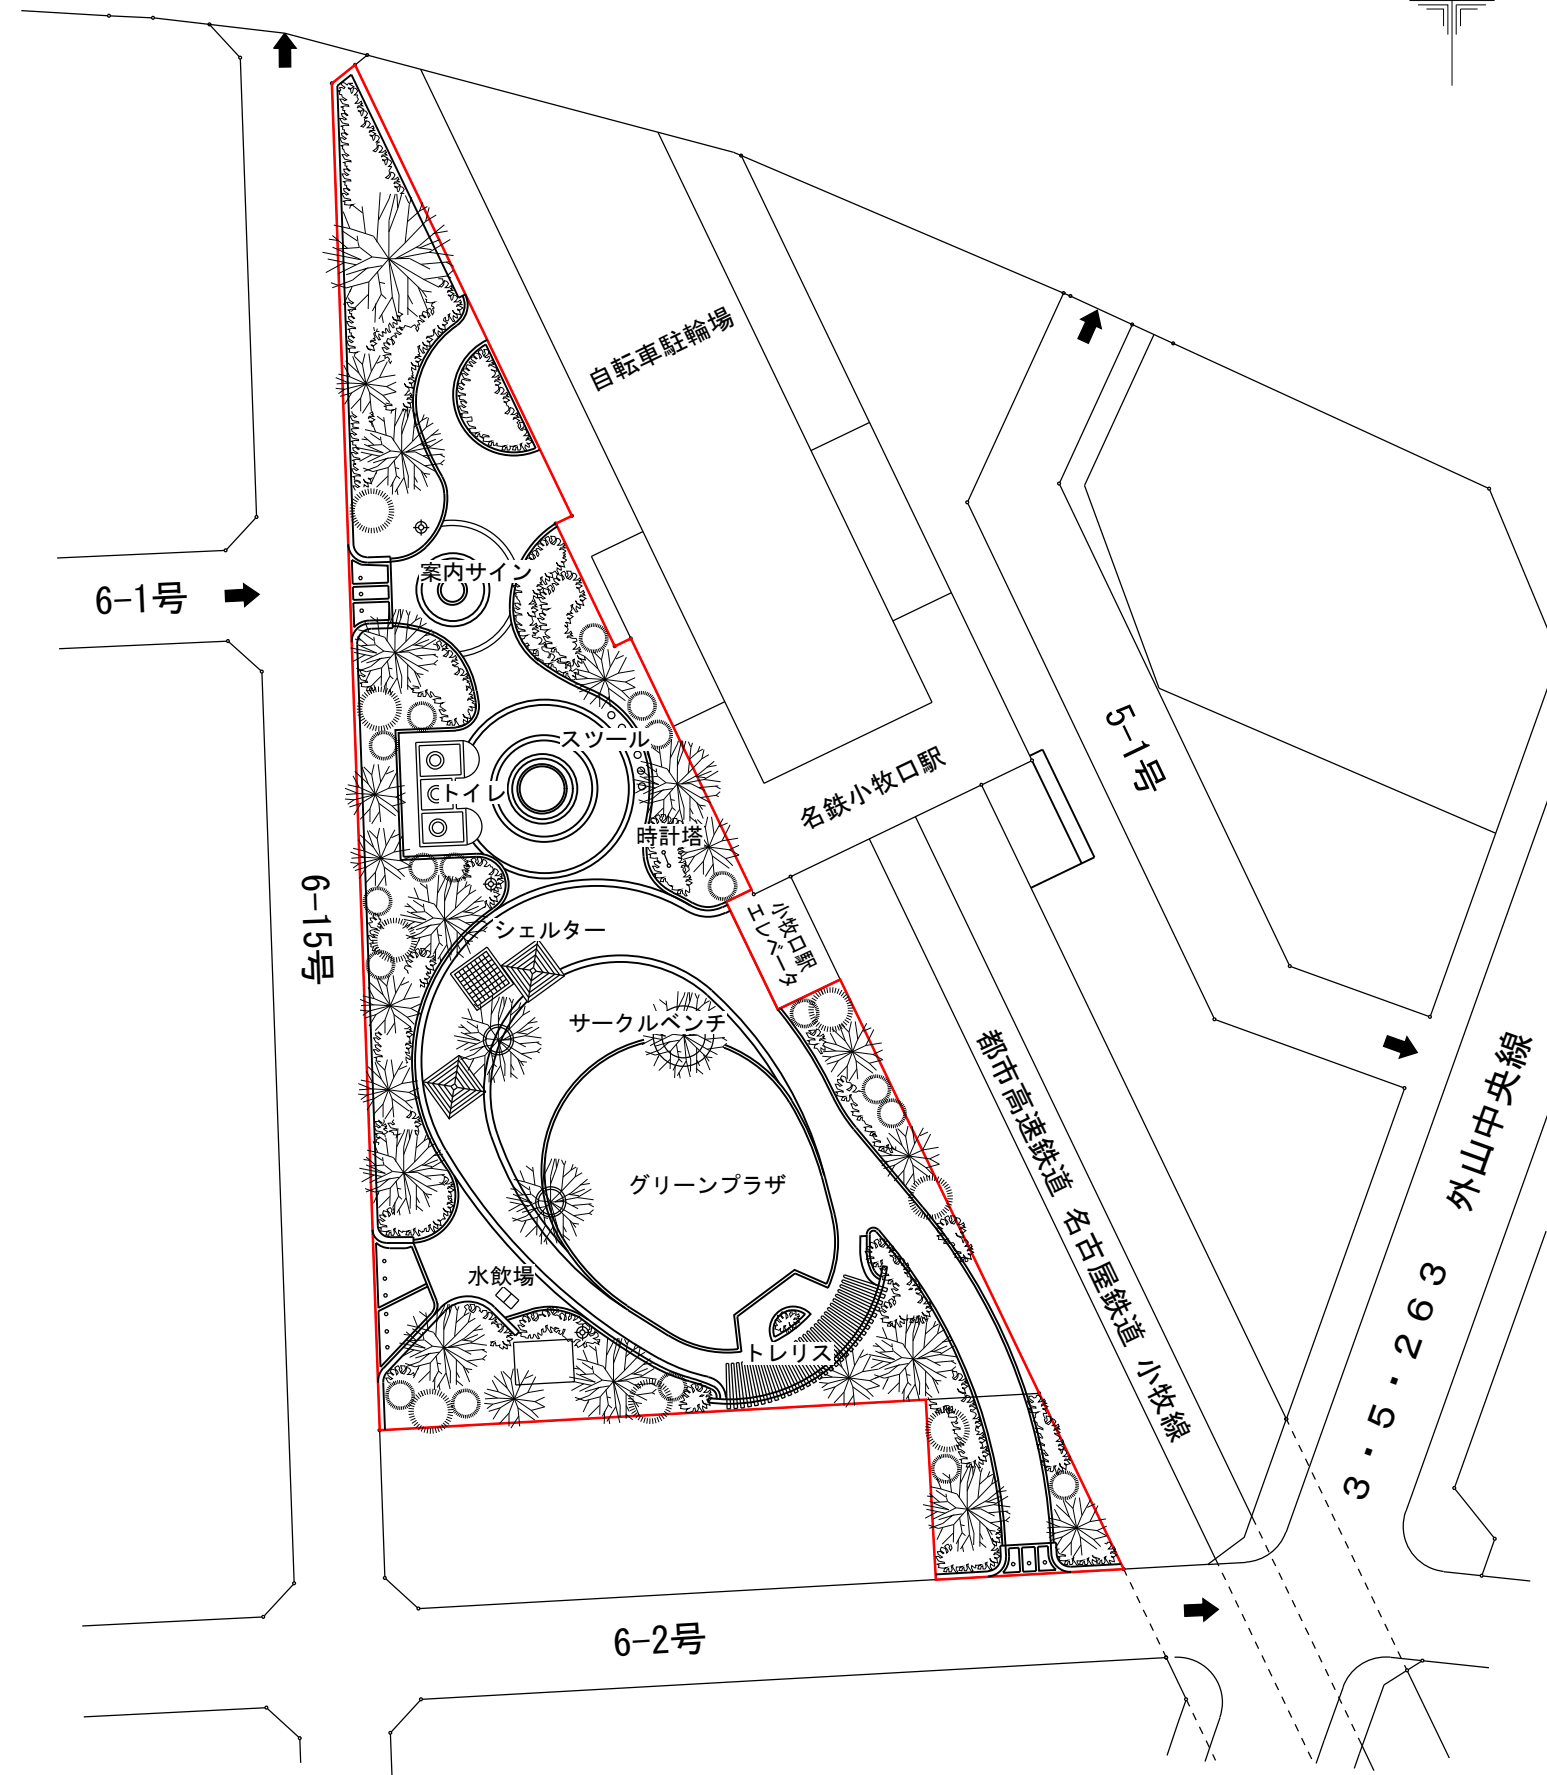 自転車駐輪場
案内サイン
6-1号
5-1号
スツール
名鉄小牧口駅
トイレ
時計塔
6-15号
小牧口駅
エレベータ
シェルター
サークルベンチ
都市高速鉄道 名古屋鉄道 小牧線
3・5・263 外山中央線
グリーンプラザ
水飲場
トレリス
6-2号